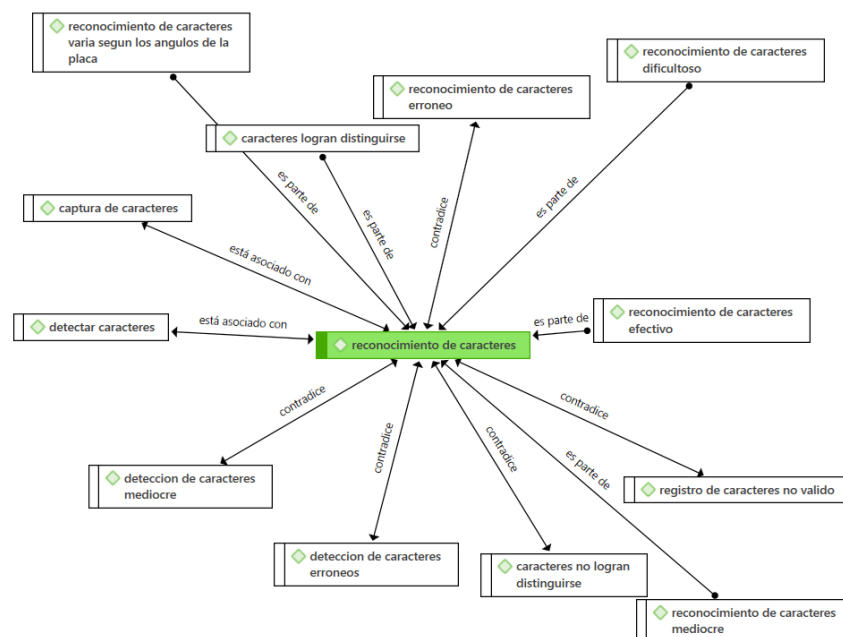 reconocimiento de caracteres
varia segun los angulos de la
placa
reconocimiento de caracteres
dificultoso
reconocimiento de caracteres
erroneo
caracteres logran distinguirse
es parte de
es parte de
contradice
es parte de
captura de caracteres
está asociado con
detectar caracteres
está asociado con
es parte de
reconocimiento de caracteres
efectivo
reconocimiento de caracteres
contradice
contradice
contradice
es parte de
contradice
deteccion de caracteres
mediocre
registro de caracteres no valido
deteccion de caracteres
erroneos
caracteres no logran
distinguirse
reconocimiento de caracteres
mediocre